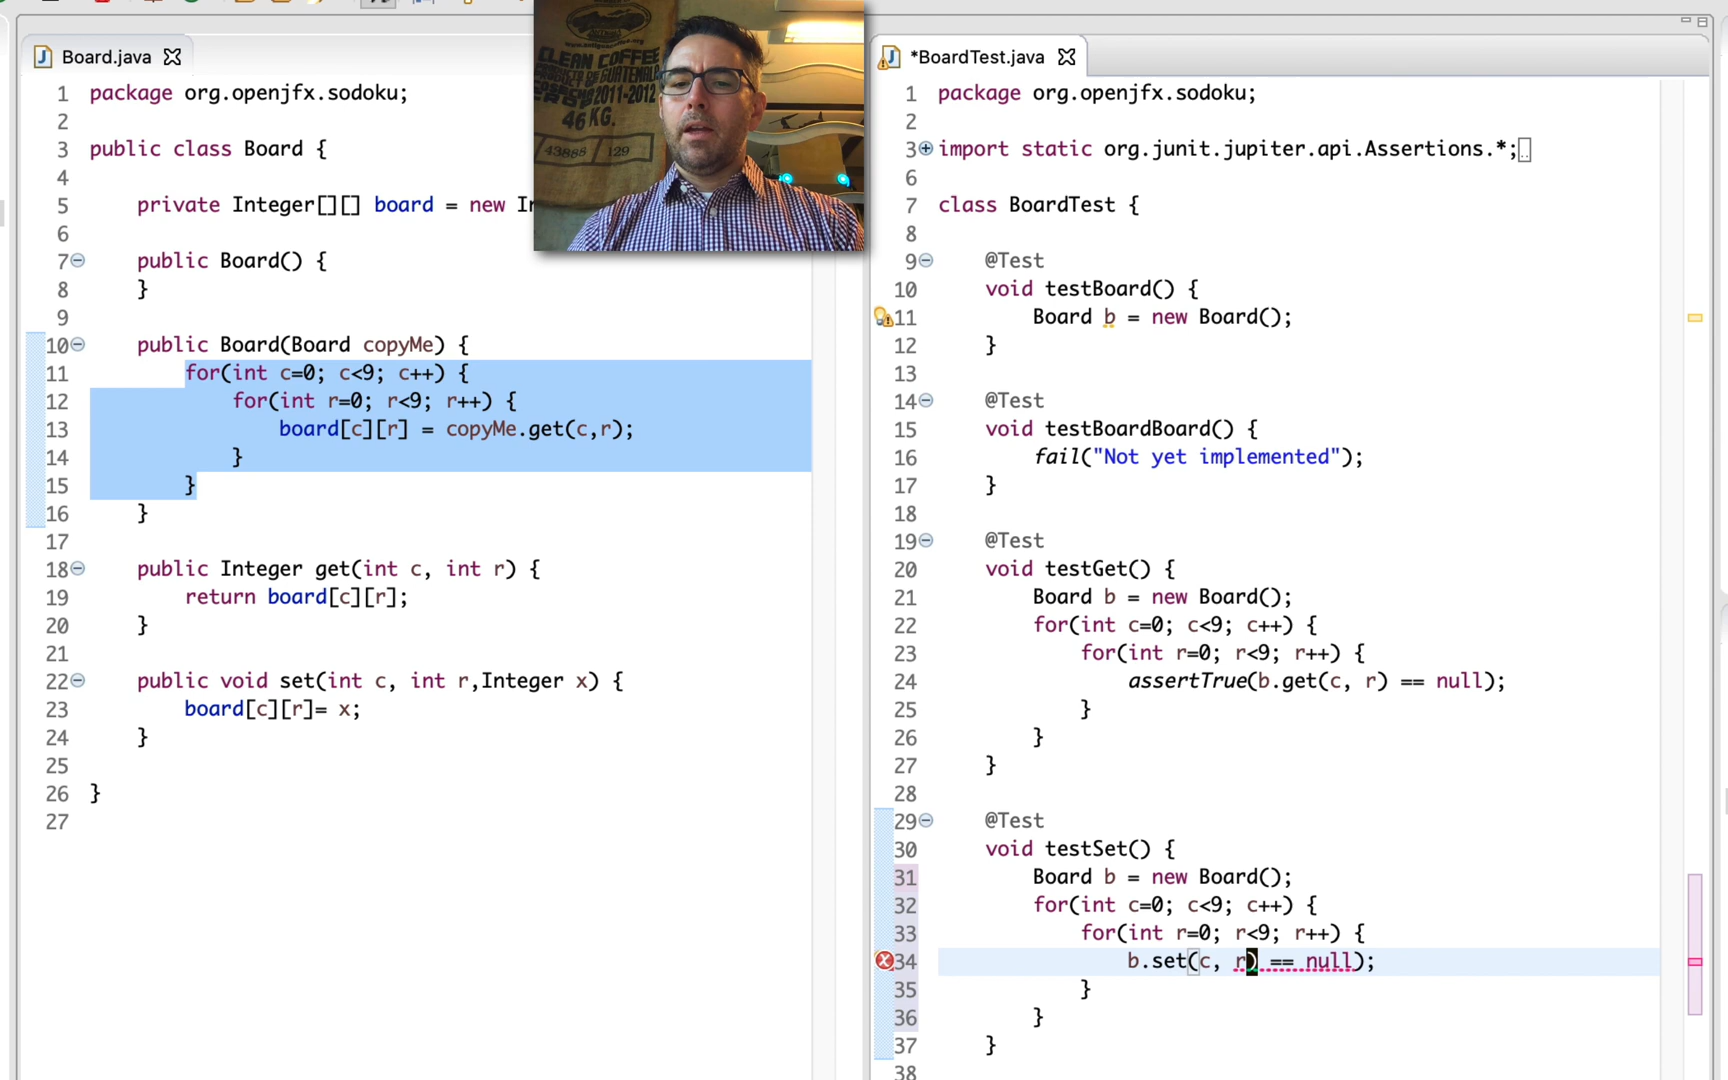 Board.java
1 package org.openjfx.sodoku;
2
3 public class Board {
4
5 private Integer[][] board = new
6
7 public Board() {
8 }
9
10 public Board(Board copyMe) {
11 for(int c=0; c<9; c++) {
12 for(int r=0; r<9; r++) {
13 board[c][r] = copyMe.get(c,r);
14 }
15 }
16 }
17
18 public Integer get(int c, int r) {
19 return board[c][r];
20 }
21
22 public void set(int c, int r,Integer x) {
23 board[c][r]= x;
24 }
25
26 }
27
CLEAN COFFEE
2011-2012
46 KG.
43888 129
*BoardTest.java
1 package org.openjfx.sodoku;
2
3 import static org.junit.jupiter.api.Assertions.*;
6
7 class BoardTest {
8
9 @Test
10 void testBoard() {
11 Board b = new Board();
12 }
13
14 @Test
15 void testBoardBoard() {
16 fail("Not yet implemented");
17 }
18
19 @Test
20 void testGet() {
21 Board b = new Board();
22 for(int c=0; c<9; c++) {
23 for(int r=0; r<9; r++) {
24 assertTrue(b.get(c, r) == null);
25 }
26 }
27 }
28
29 @Test
30 void testSet() {
31 Board b = new Board();
32 for(int c=0; c<9; c++) {
33 for(int r=0; r<9; r++) {
34 b.set(c, r) == null);
35 }
36 }
37 }
38